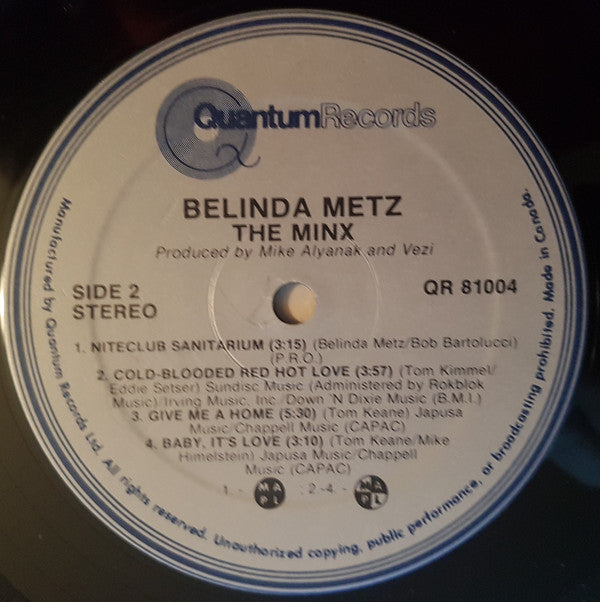 QuantumRecords
BELINDA METZ
THE MINX
Produced by Mike Alyanak and Vezi
SIDE 2
STEREO
QR 81004
1. NITECLUB SANITARIUM (3:15) (Belinda Metz/Bob Bartolucci)
(P.R.O.)
2. COLD-BLOODED RED HOT LOVE (3:57) (Tom Kimmel/
Eddie Setser) Sundisc Music (Administered by Rokblok
Music)/Irving Music, Inc./Down 'N Dixie Music (B.M.I.)
3. GIVE ME A HOME (5:30) (Tom Keane) Japusa
Music/Chappell Music (CAPAC)
4. BABY, IT'S LOVE (3:10) (Tom Keane/Mike
Himelstein) Japusa Music/Chappell
Music (CAPAC)
1. - MAPL : 2-4. - MAPL
Manufactured by Quantum Records Ltd. All rights reserved. Unauthorized copying, public performance, or broadcasting prohibited. Made in Canada.